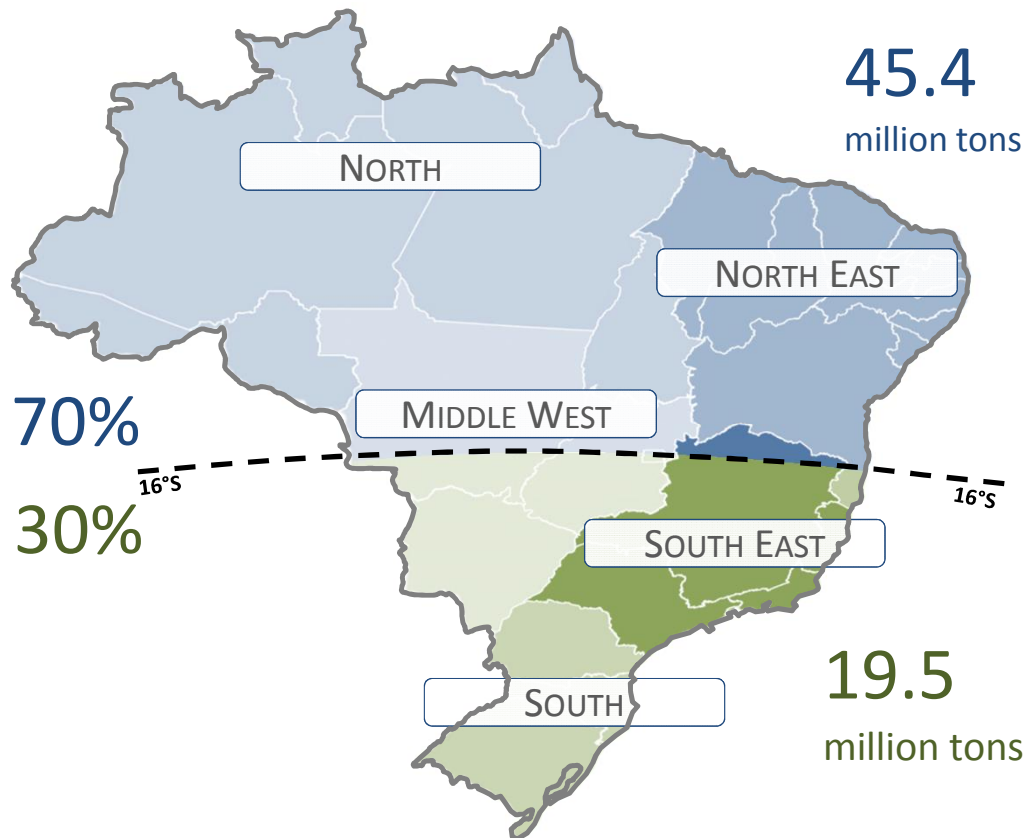 45.4
million tons
NORTH
NORTH EAST
70%
MIDDLE WEST
16°S
16°S
30%
SOUTH EAST
19.5
SOUTH
million tons